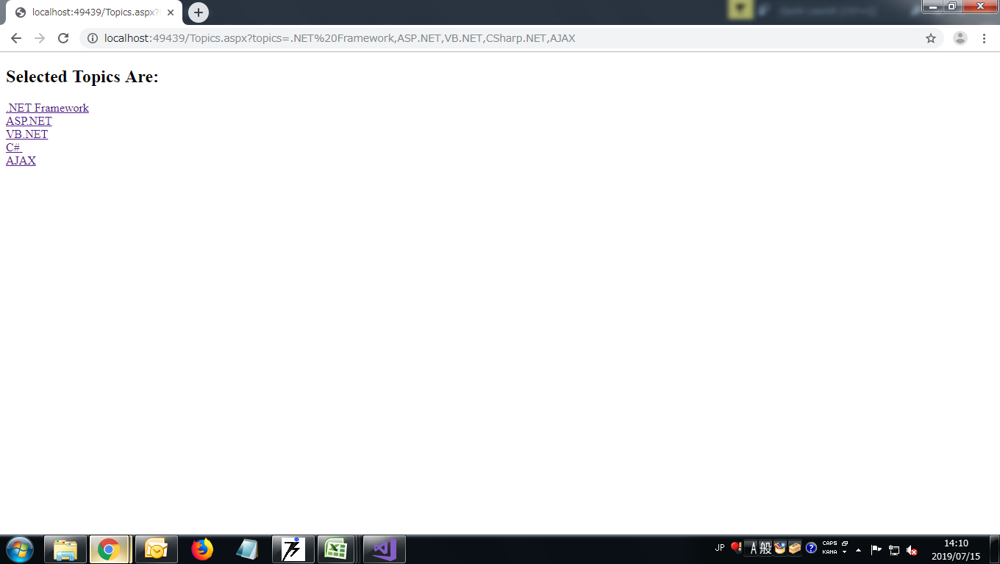 localhost:49439/Topics.aspx?
localhost:49439/Topics.aspx?topics=.NET%20Framework,ASP.NET,VB.NET,CSharp.NET,AJAX
Selected Topics Are:
.NET Framework
ASP.NET
VB.NET
C#
AJAX
JP
A 般
CAPS
KANA
14:10
2019/07/15